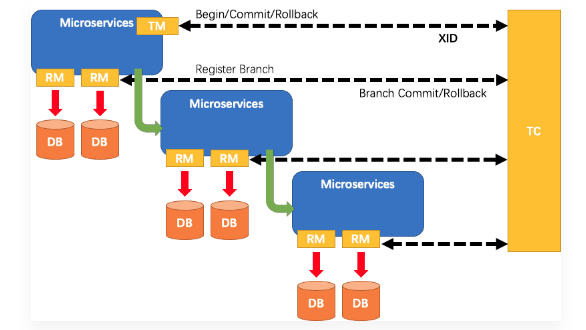 Begin/Commit/Rollback
Microservices
TM
XID
Register Branch
RM
RM
Branch Commit/Rollback
Microservices
DB
DB
TC
RM
RM
Microservices
DB
DB
RM
RM
DB
DB